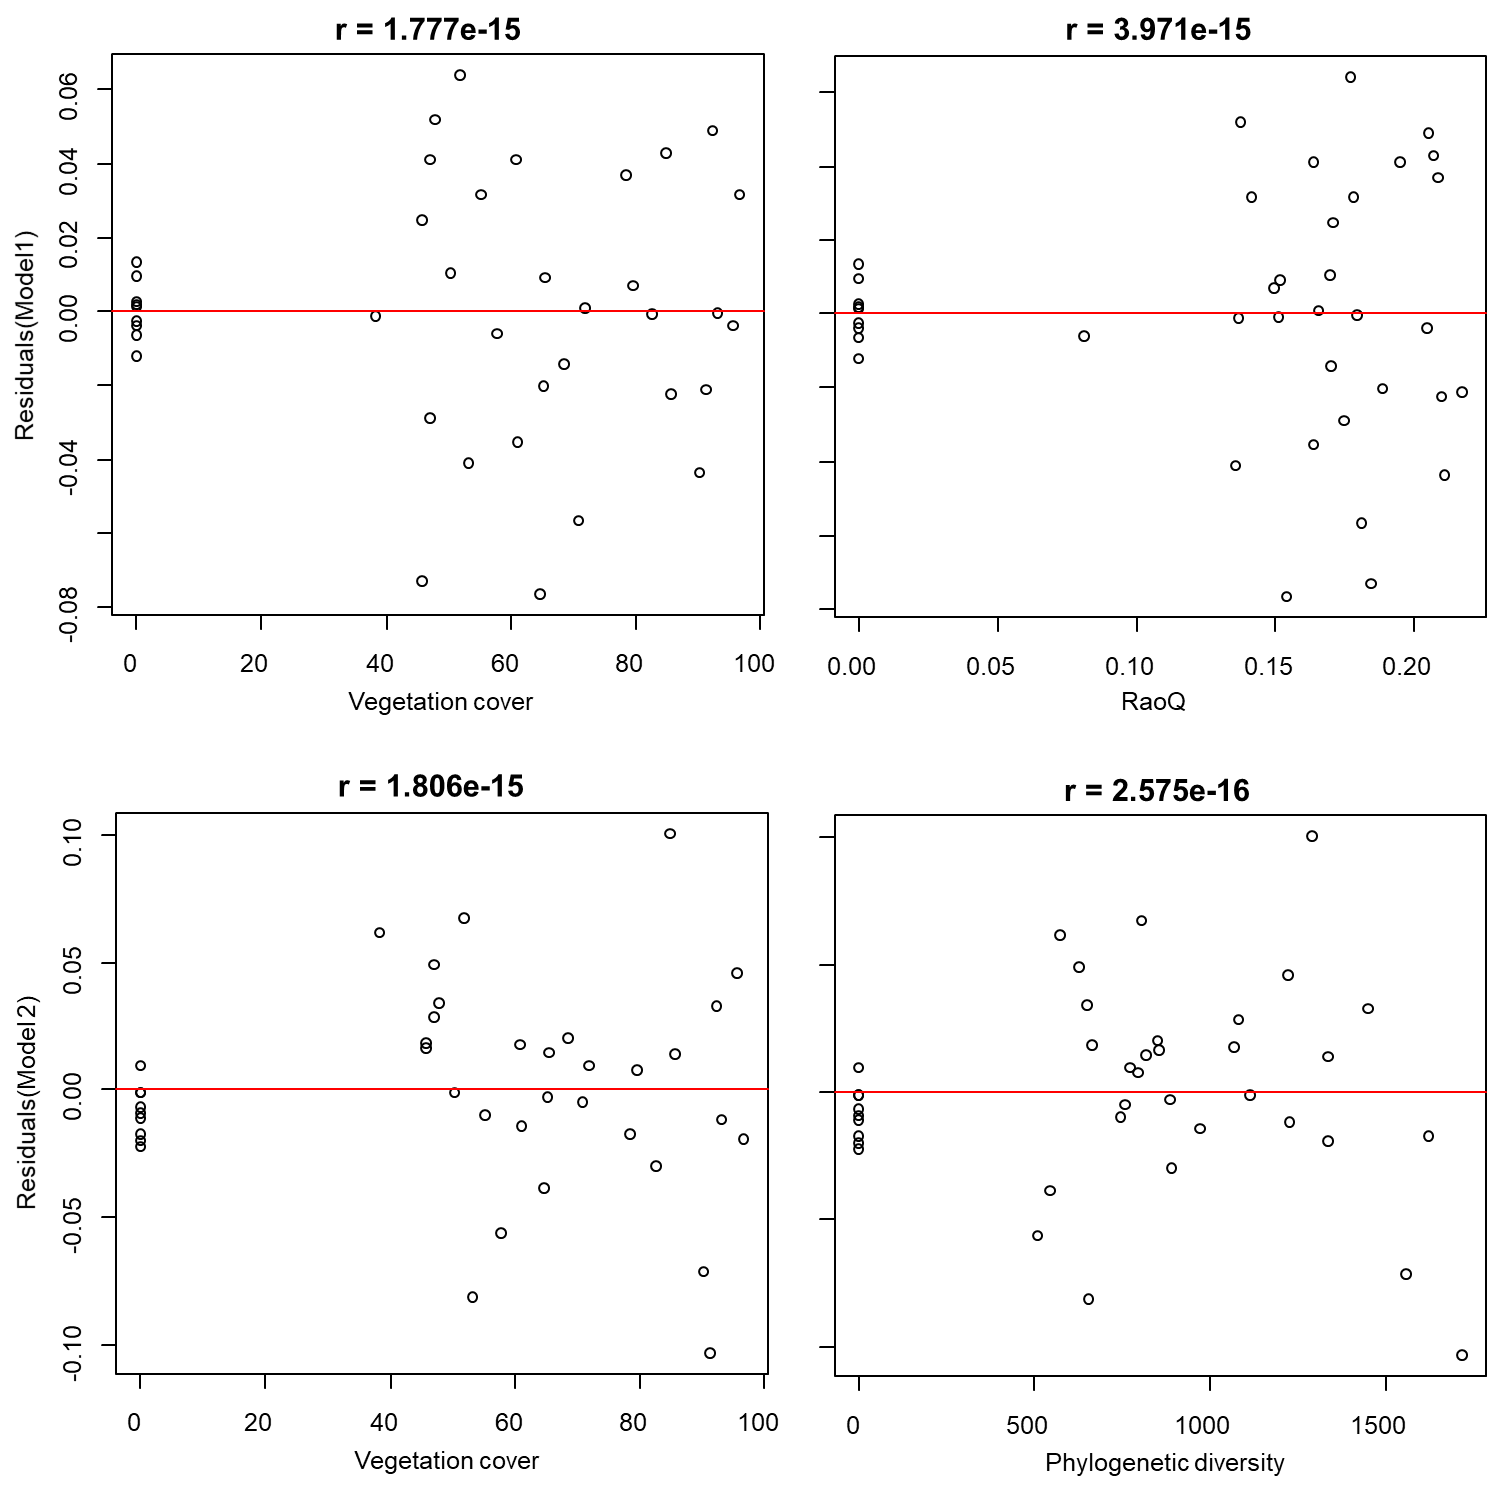 r = 1.777e-15
r = 3.971e-15
0.06
0.04
0.02
0.00
-0.04
-0.08
Residuals(Model1)
0 20 40 60 80 100
Vegetation cover
0.00 0.05 0.10 0.15 0.20
RaoQ
r = 1.806e-15
r = 2.575e-16
0.10
0.05
0.00
-0.05
-0.10
Residuals(Model2)
0 20 40 60 80 100
Vegetation cover
0 500 1000 1500
Phylogenetic diversity